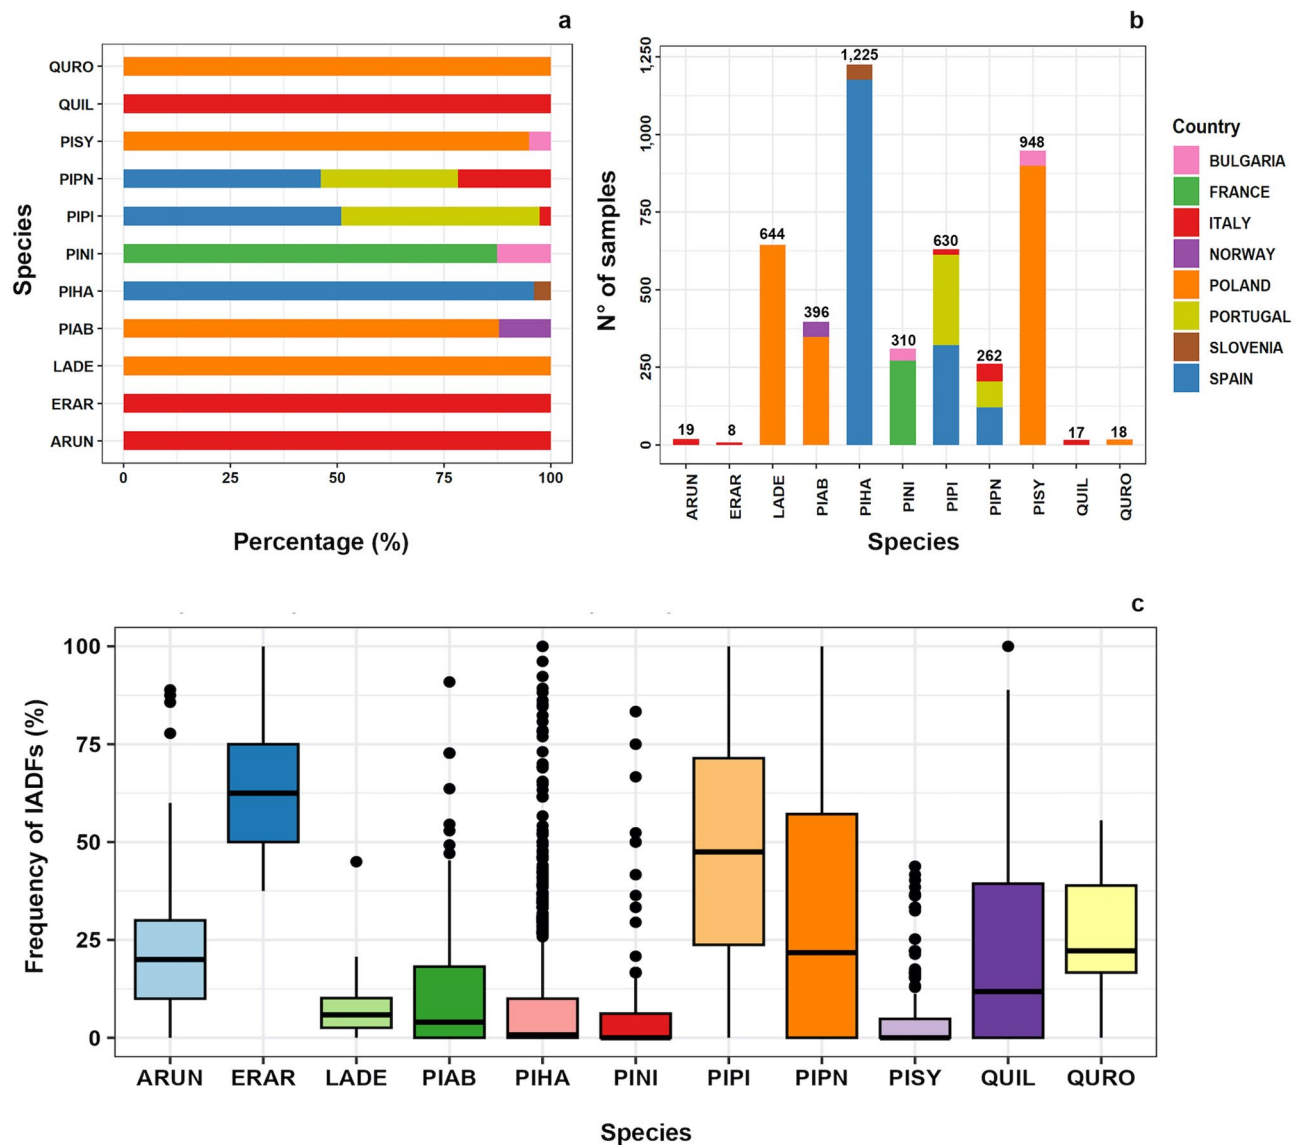 a
QURO
QUIL
PISY
PIPN
PIPI
PINI
PIHA
PIAB
LADE
ERAR
ARUN
Species
0 25 50 75 100
Percentage (%)
b
N° of samples
1,250
1,000
750
500
250
0
19 8 644 396 1,225 310 630 262 948 17 18
ARUN ERAR LADE PIAB PIHA PINI PIPI PIPN PISY QUIL QURO
Species
Country
BULGARIA
FRANCE
ITALY
NORWAY
POLAND
PORTUGAL
SLOVENIA
SPAIN
c
Frequency of IADFs (%)
100
75
50
25
0
ARUN ERAR LADE PIAB PIHA PINI PIPI PIPN PISY QUIL QURO
Species